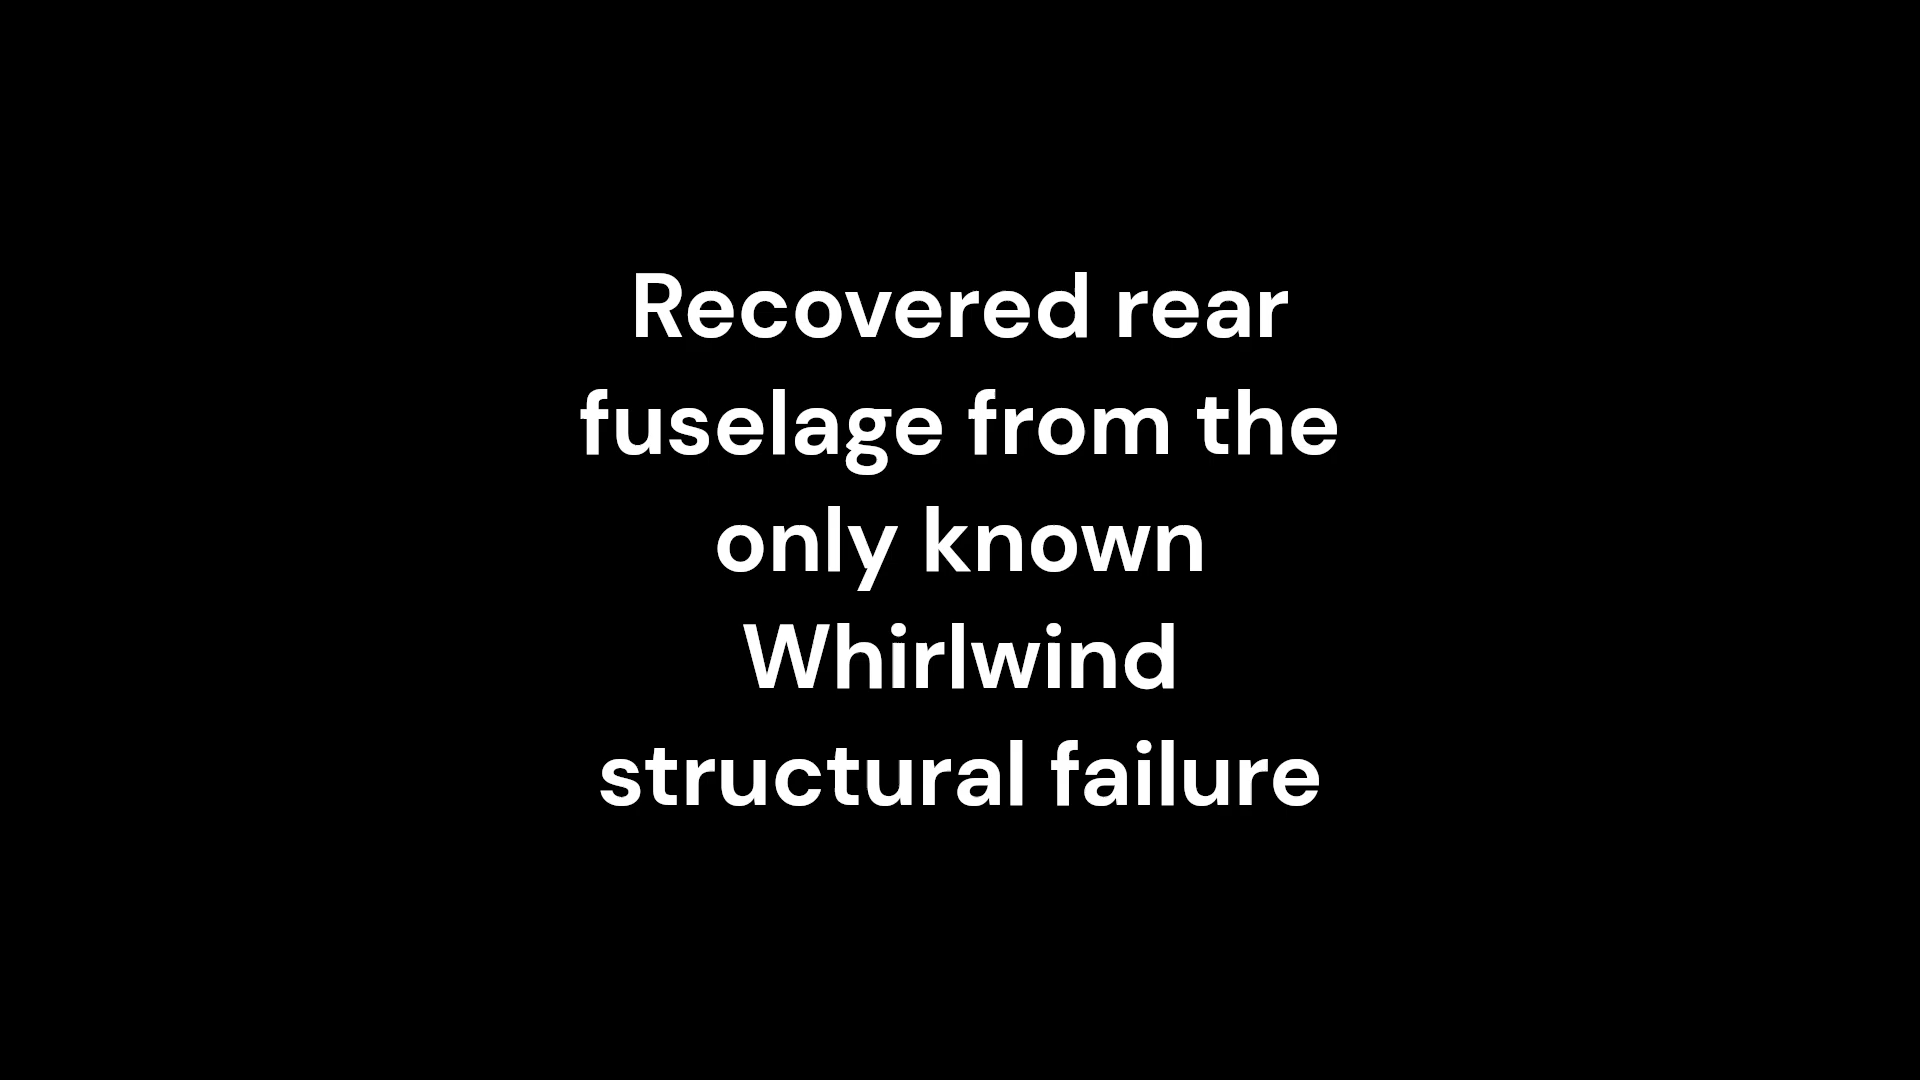 Recovered rear
fuselage from the
only known
Whirlwind
structural failure